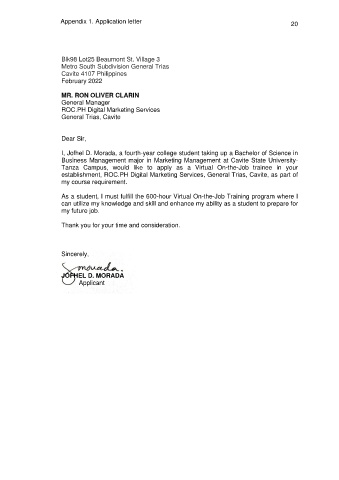 Appendix 1. Application letter
20
Blk98 Lot25 Beaumont St. Village 3
Metro South Subdivision General Trias
Cavite 4107 Philippines
February 2022
MR. RON OLIVER CLARIN
General Manager
ROC.PH Digital Marketing Services
General Trias, Cavite
Dear Sir,
I, Jofhel D. Morada, a fourth-year college student taking up a Bachelor of Science in
Business Management major in Marketing Management at Cavite State University-
Tanza Campus, would like to apply as a Virtual On-the-Job trainee in your
establishment, ROC.PH Digital Marketing Services, General Trias, Cavite, as part of
my course requirement.
As a student, I must fulfill the 600-hour Virtual On-the-Job Training program where I
can utilize my knowledge and skill and enhance my ability as a student to prepare for
my future job.
Thank you for your time and consideration.
Sincerely,
morada.
JOFHEL D. MORADA
Applicant